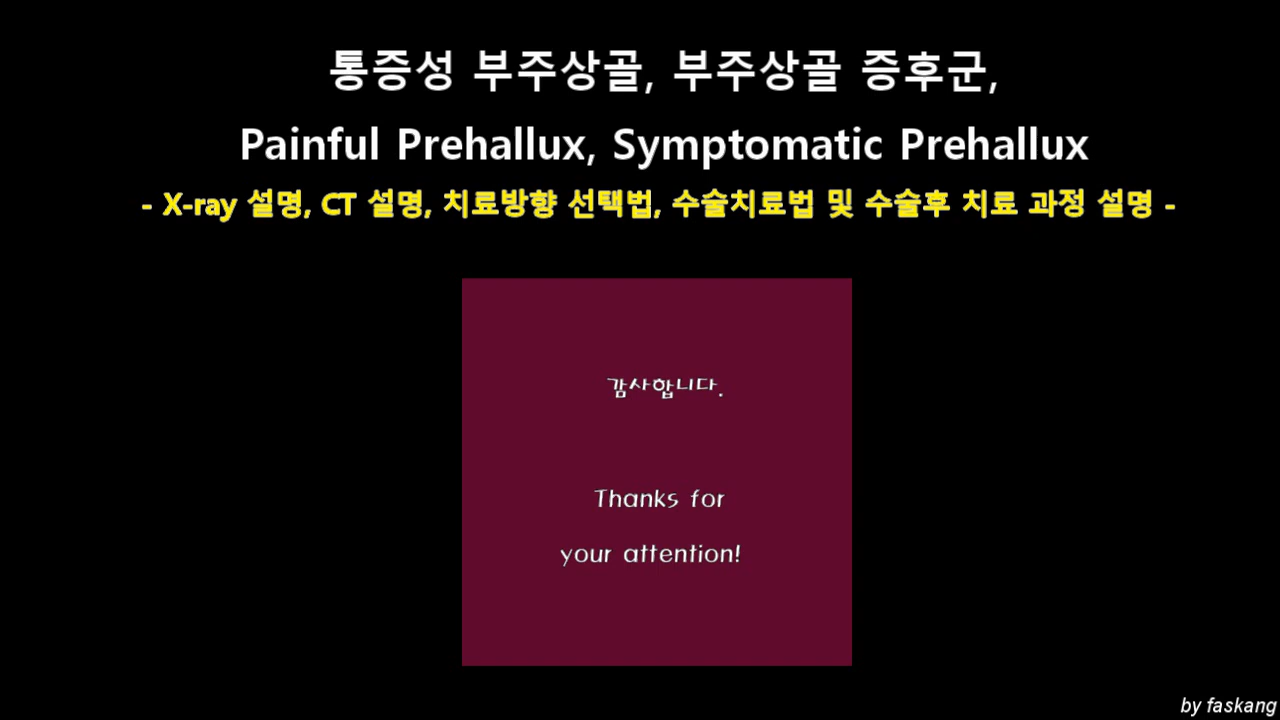 통증성 부주상골, 부주상골 증후군,
Painful Prehallux, Symptomatic Prehallux
- X-ray 설명, CT 설명, 치료방향 선택법, 수술치료법 및 수술후 치료 과정 설명 -
감사합니다.
Thanks for
your attention!
by faskang